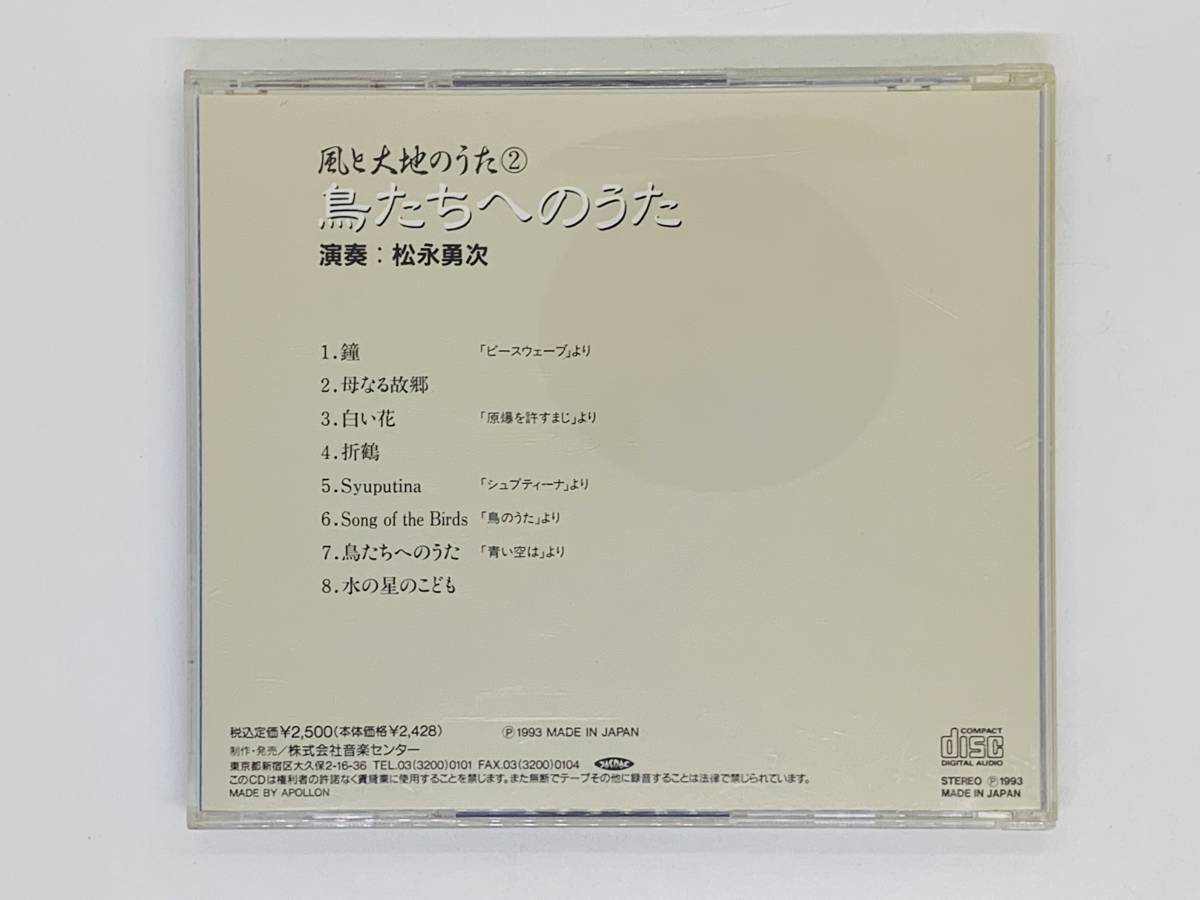 風と大地のうた②
鳥たちへのうた
演奏:松永勇次
1.鐘 「ピースウェーブ」より
2.母なる故郷
3.白い花 「原爆を許すまじ」より
4.折鶴
5.Syuputina 「シュプティーナ」より
6.Song of the Birds 「鳥のうた」より
7.鳥たちへのうた 「青い空は」より
8.水の星のこども
税込定価¥2,500(本体価格¥2,428) Ⓟ1993 MADE IN JAPAN
制作・発売/株式会社音楽センター
東京都新宿区大久保2-16-36 TEL.03(3200)0101 FAX.03(3200)0104
このCDは権利者の許諾なく賃貸業に使用することを禁じます。また無断でテープその他に録音することは法律で禁じられています。
MADE BY APOLLON
COMPACT
disc
DIGITAL AUDIO
STEREO Ⓟ1993
MADE IN JAPAN